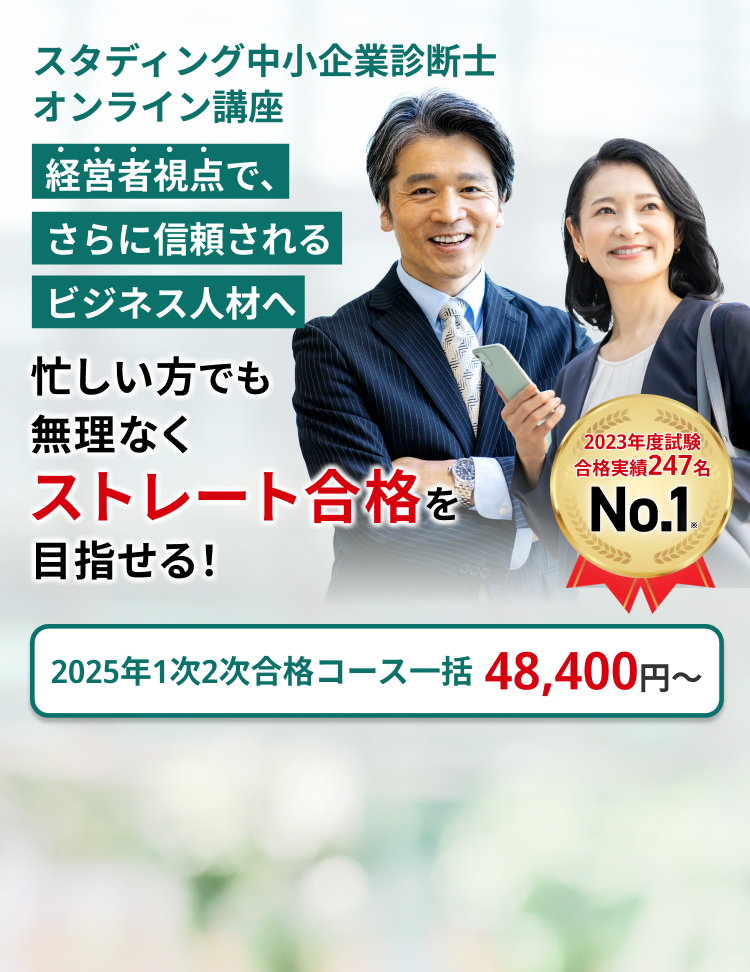 スタディング中小企業診断士
オンライン講座
経営者視点で、
さらに信頼される
ビジネス人材へ
忙しい方でも
無理なく
ストレート合格を
目指せる!
2023年度試験
合格実績247名
No.1※
2025年1次2次合格コース一括 48,400円〜